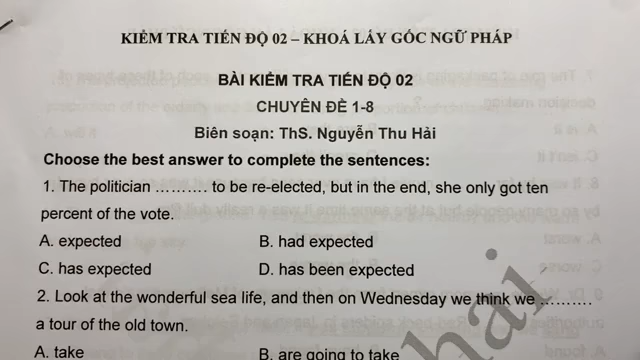 KIỂM TRA TIẾN ĐỘ 02 – KHOÁ LẤY GỐC NGỮ PHÁP
BÀI KIỂM TRA TIẾN ĐỘ 02
CHUYÊN ĐỀ 1-8
Biên soạn: ThS. Nguyễn Thu Hải
Choose the best answer to complete the sentences:
1. The politician .......... to be re-elected, but in the end, she only got ten
percent of the vote.
A. expected B. had expected
C. has expected D. has been expected
2. Look at the wonderful sea life, and then on Wednesday we think we ..........
a tour of the old town.
A. take B. are going to take
hai